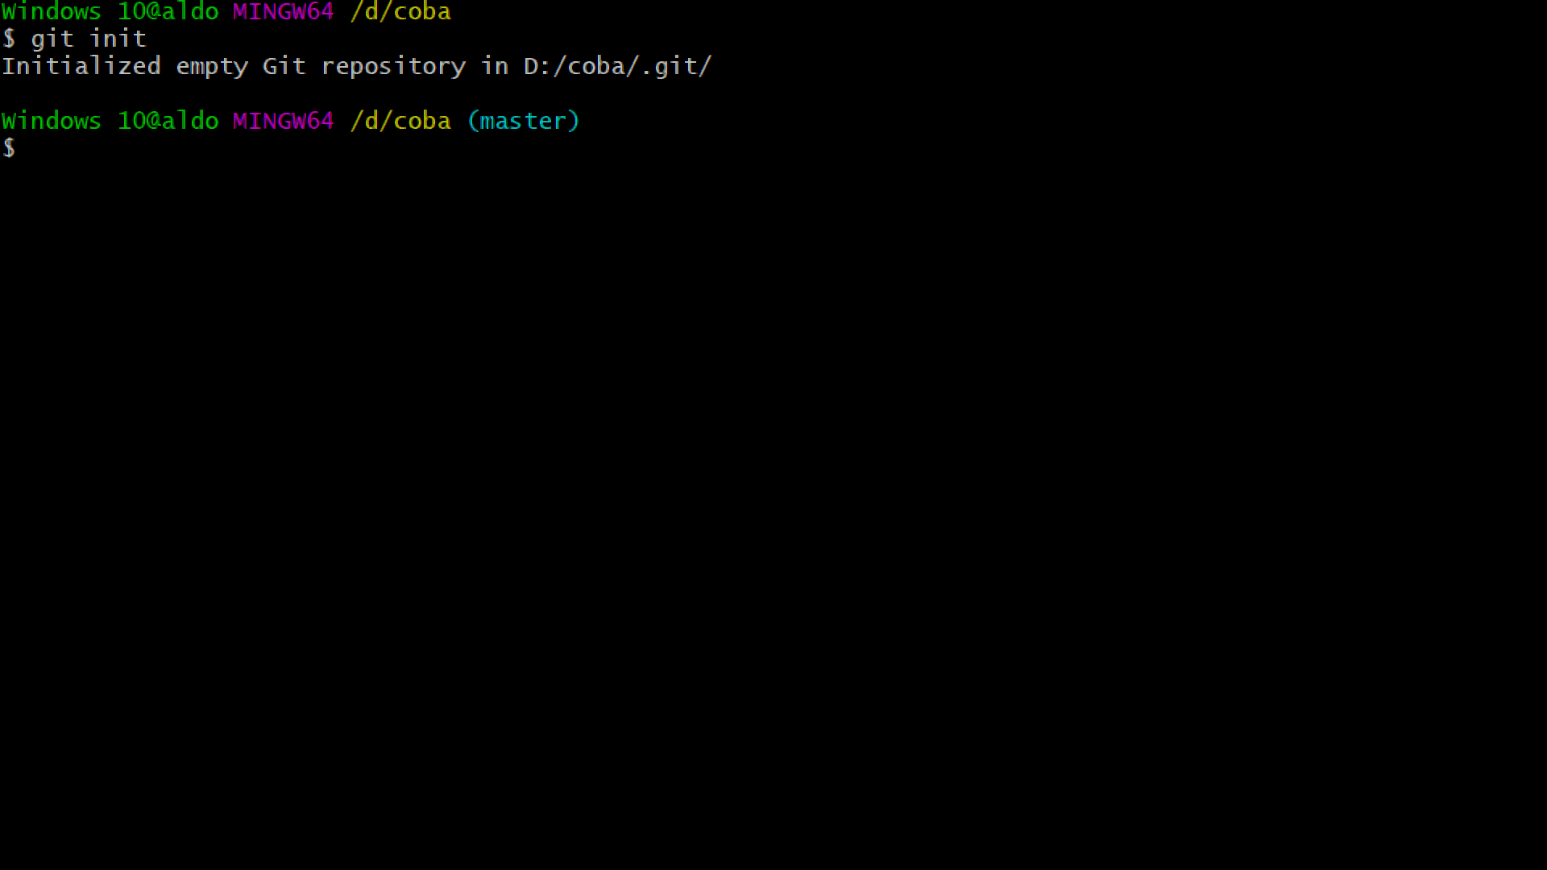 Windows 10@aldo MINGW64 /d/coba
$ git init
Initialized empty Git repository in D:/coba/.git/
Windows 10@aldo MINGW64 /d/coba (master)
$